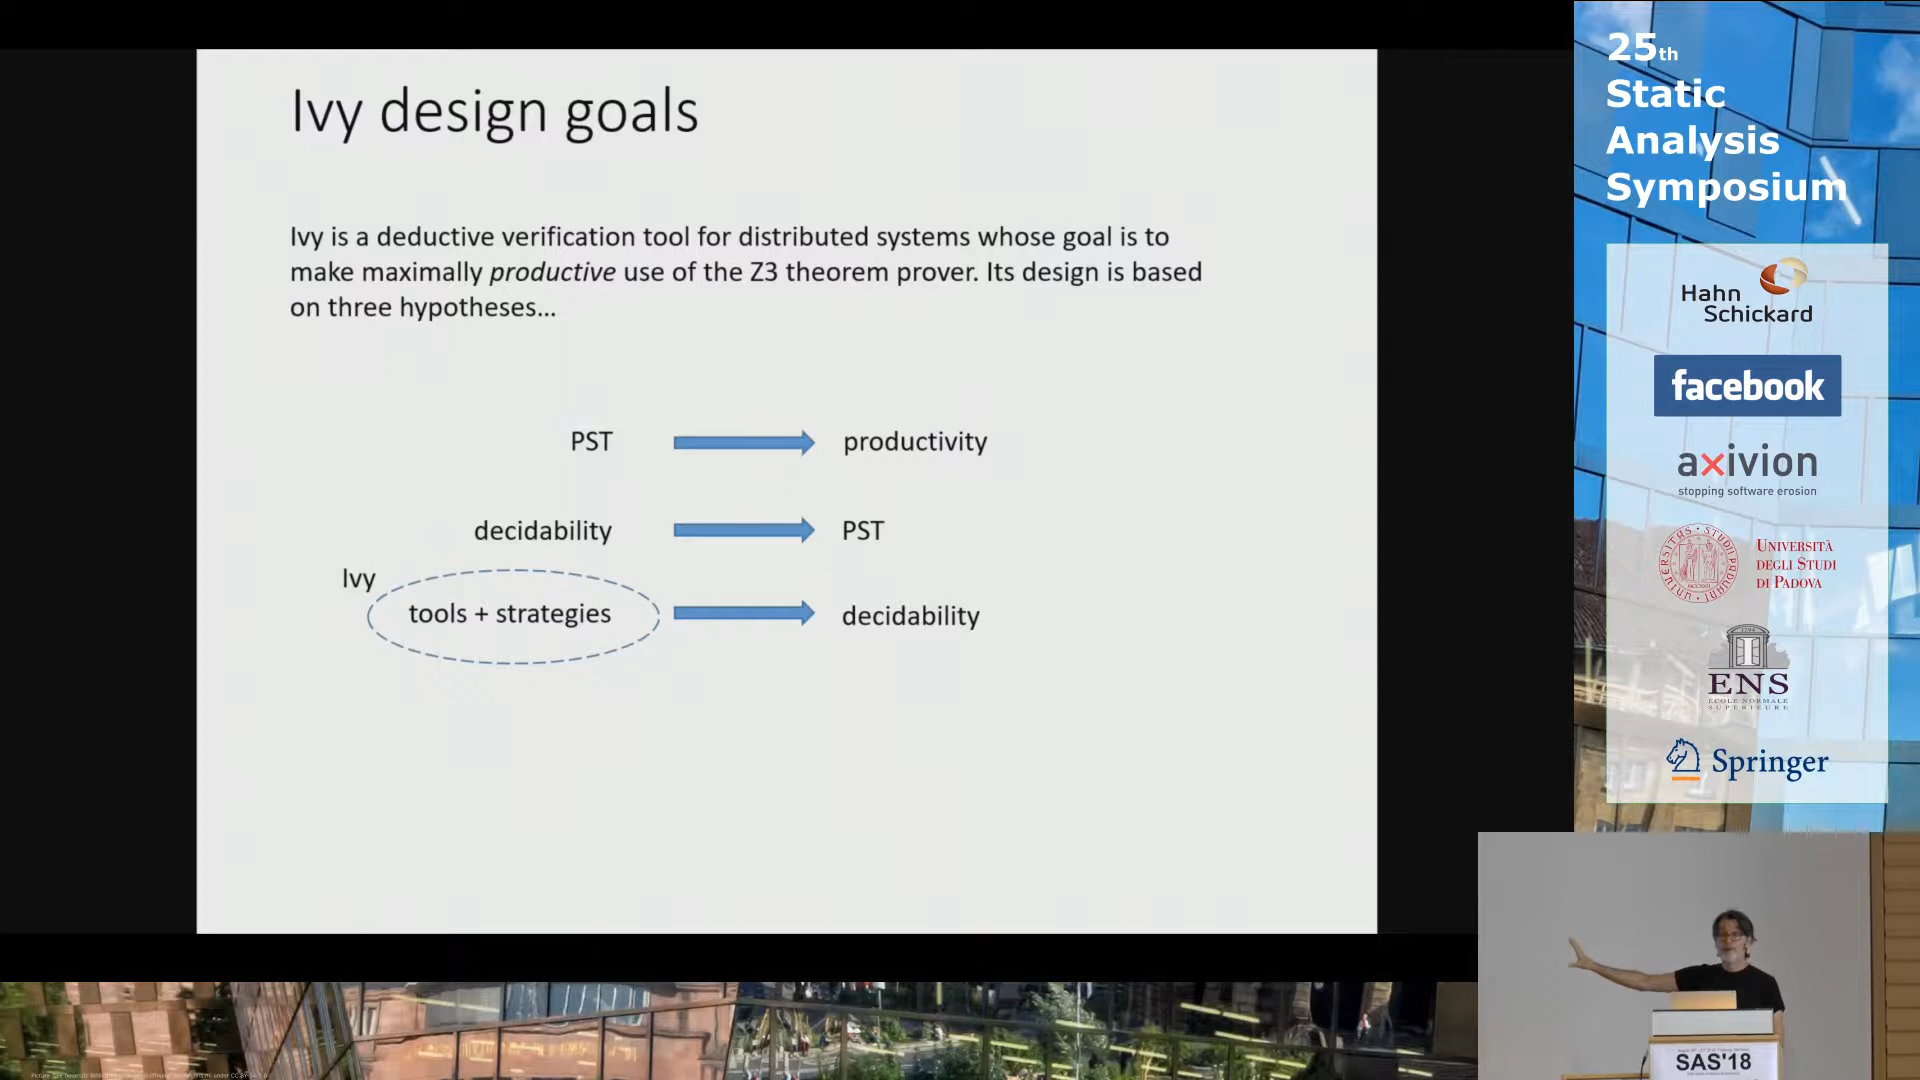 Ivy design goals
Ivy is a deductive verification tool for distributed systems whose goal is to
make maximally productive use of the Z3 theorem prover. Its design is based
on three hypotheses...
PST
productivity
decidability
PST
Ivy
tools + strategies
decidability
25th
Static
Analysis
Symposium
Hahn
Schickard
facebook
axivion
stopping software erosion
UNIVERSITÀ
DEGLI STUDI
DI PADOVA
ENS
ECOLE NORMALE
SUPERIEURE
Springer
SAS'18